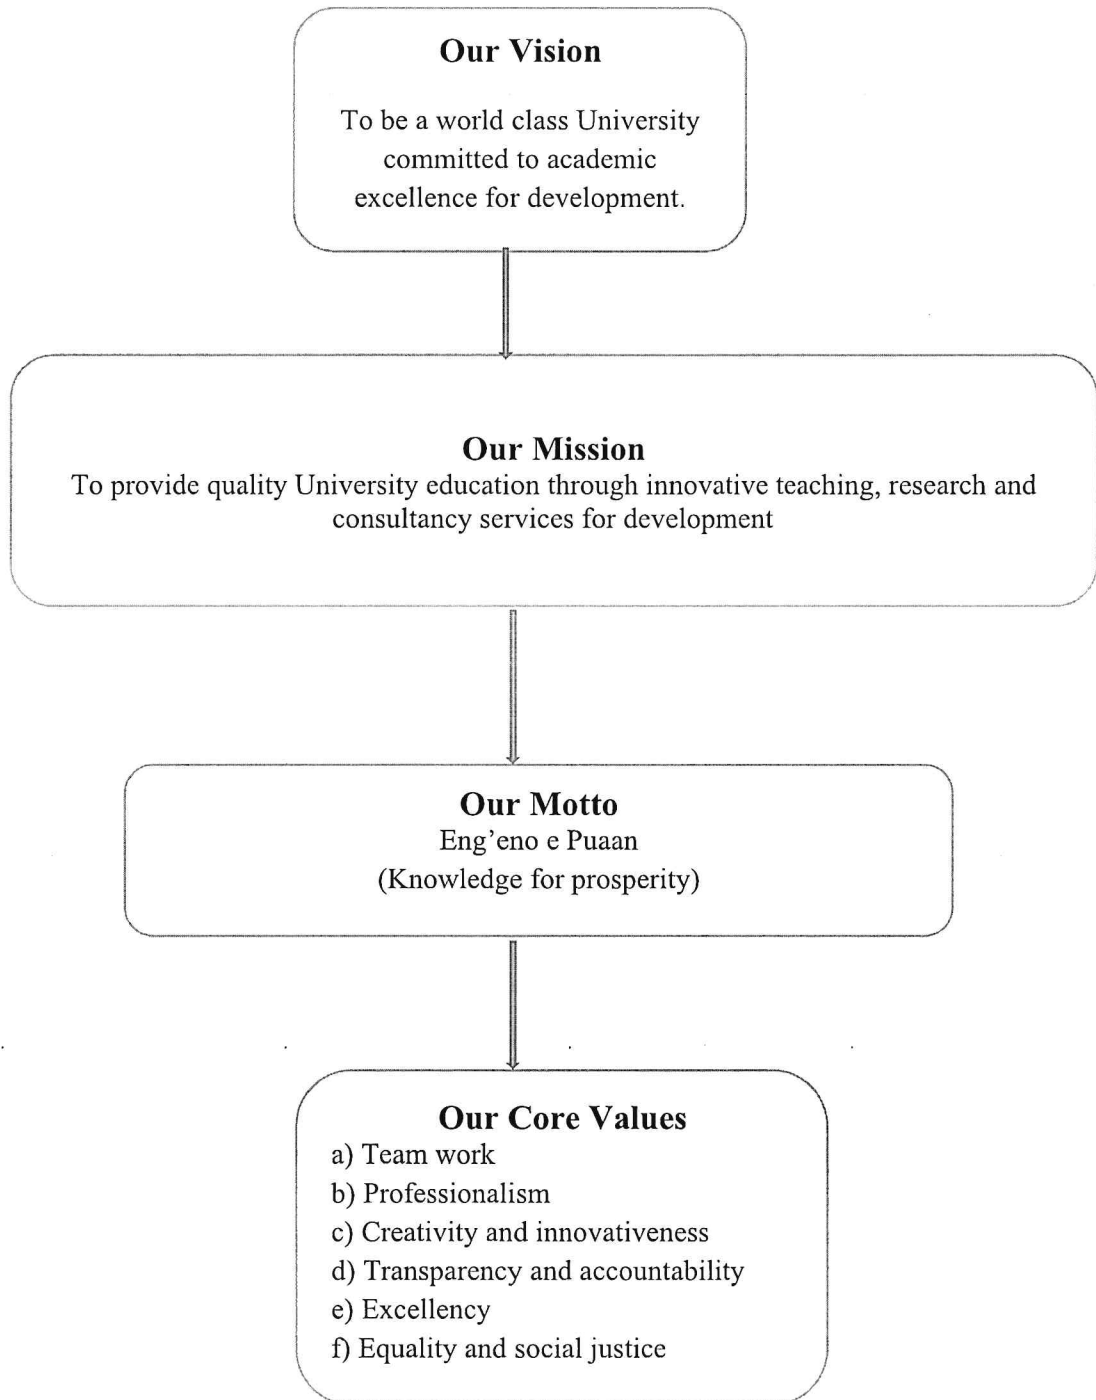 Our Vision
To be a world class University
committed to academic
excellence for development.
Our Mission
To provide quality University education through innovative teaching, research and
consultancy services for development
Our Motto
Eng’eno e Puaan
(Knowledge for prosperity)
Our Core Values
a) Team work
b) Professionalism
c) Creativity and innovativeness
d) Transparency and accountability
e) Excellency
f) Equality and social justice